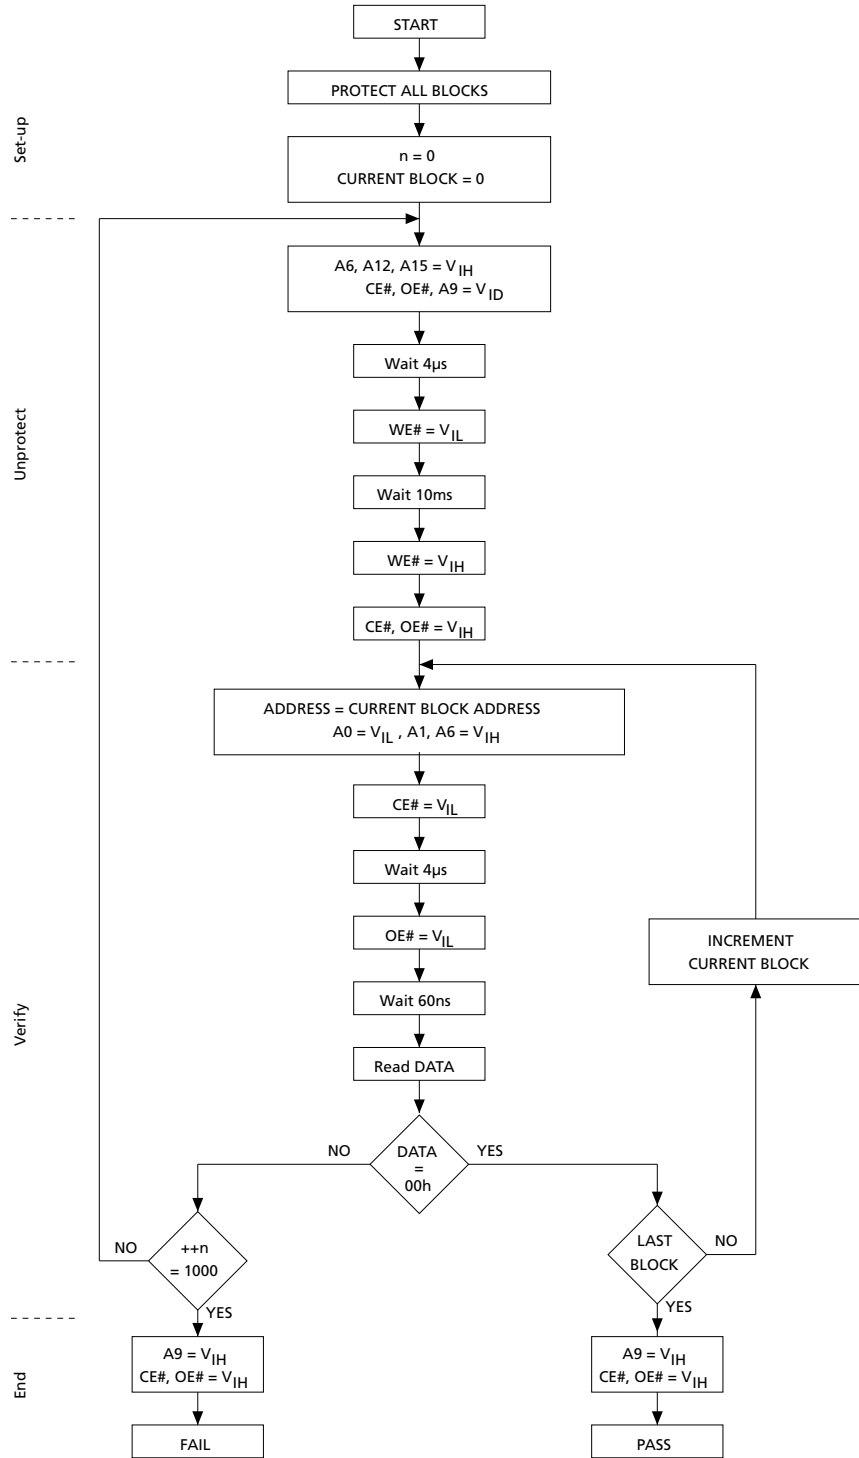 START
PROTECT ALL BLOCKS
Set-up
n = 0
CURRENT BLOCK = 0
A6, A12, A15 = VIH
CE#, OE#, A9 = VID
Wait 4µs
Unprotect
WE# = VIL
Wait 10ms
WE# = VIH
CE#, OE# = VIH
ADDRESS = CURRENT BLOCK ADDRESS
A0 = VIL , A1, A6 = VIH
CE# = VIL
Wait 4µs
OE# = VIL
INCREMENT
CURRENT BLOCK
Wait 60ns
Verify
Read DATA
NO
DATA
=
00h
YES
NO
++n
= 1000
YES
LAST
BLOCK
NO
YES
End
A9 = VIH
CE#, OE# = VIH
A9 = VIH
CE#, OE# = VIH
FAIL
PASS